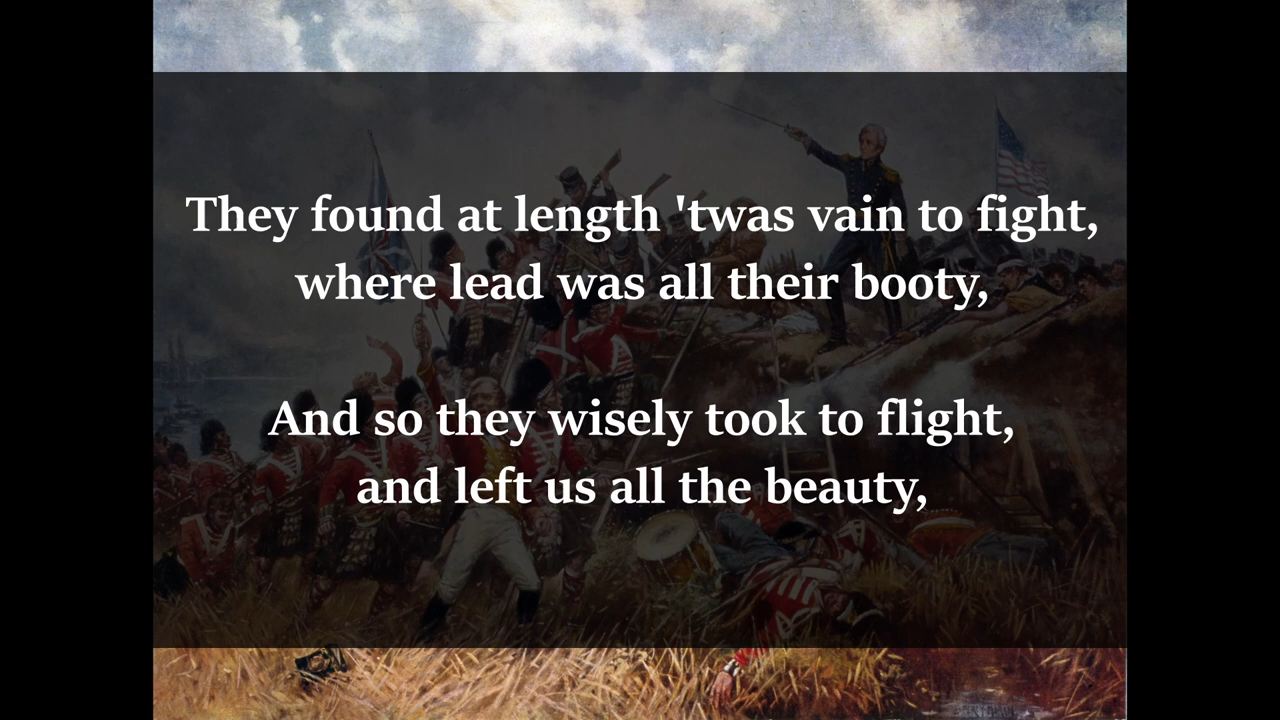 They found at length 'twas vain to fight,
where lead was all their booty,
And so they wisely took to flight,
and left us all the beauty,